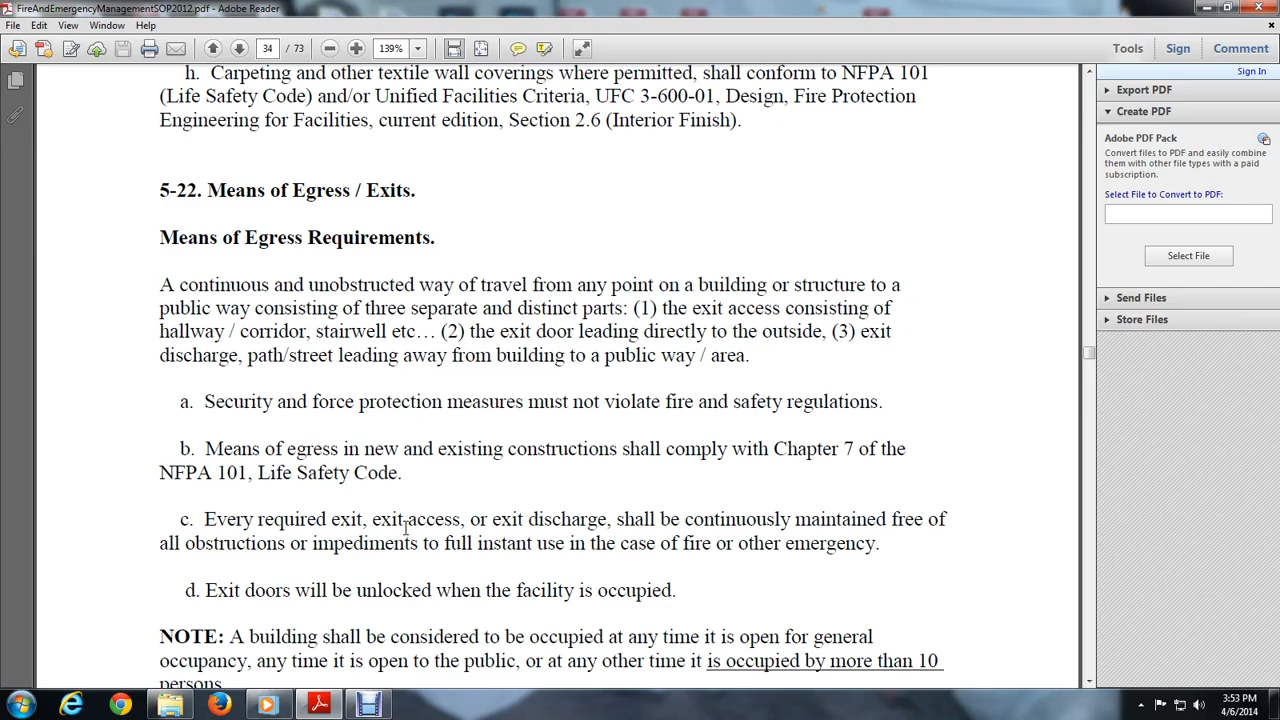 FireAndEmergencyManagementSOP2012.pdf - Adobe Reader
File Edit View Window Help
34 / 73 139% Tools Sign Comment
Sign In
Export PDF
Create PDF
Adobe PDF Pack
Convert files to PDF and easily combine
them with other file types with a paid
subscription.
Select File to Convert to PDF:
Select File
Send Files
Store Files
h. Carpeting and other textile wall coverings where permitted, shall conform to NFPA 101
(Life Safety Code) and/or Unified Facilities Criteria, UFC 3-600-01, Design, Fire Protection
Engineering for Facilities, current edition, Section 2.6 (Interior Finish).
5-22. Means of Egress / Exits.
Means of Egress Requirements.
A continuous and unobstructed way of travel from any point on a building or structure to a
public way consisting of three separate and distinct parts: (1) the exit access consisting of
hallway / corridor, stairwell etc… (2) the exit door leading directly to the outside, (3) exit
discharge, path/street leading away from building to a public way / area.
a. Security and force protection measures must not violate fire and safety regulations.
b. Means of egress in new and existing constructions shall comply with Chapter 7 of the
NFPA 101, Life Safety Code.
c. Every required exit, exit access, or exit discharge, shall be continuously maintained free of
all obstructions or impediments to full instant use in the case of fire or other emergency.
d. Exit doors will be unlocked when the facility is occupied.
NOTE: A building shall be considered to be occupied at any time it is open for general
occupancy, any time it is open to the public, or at any other time it is occupied by more than 10
persons
3:53 PM
4/6/2014